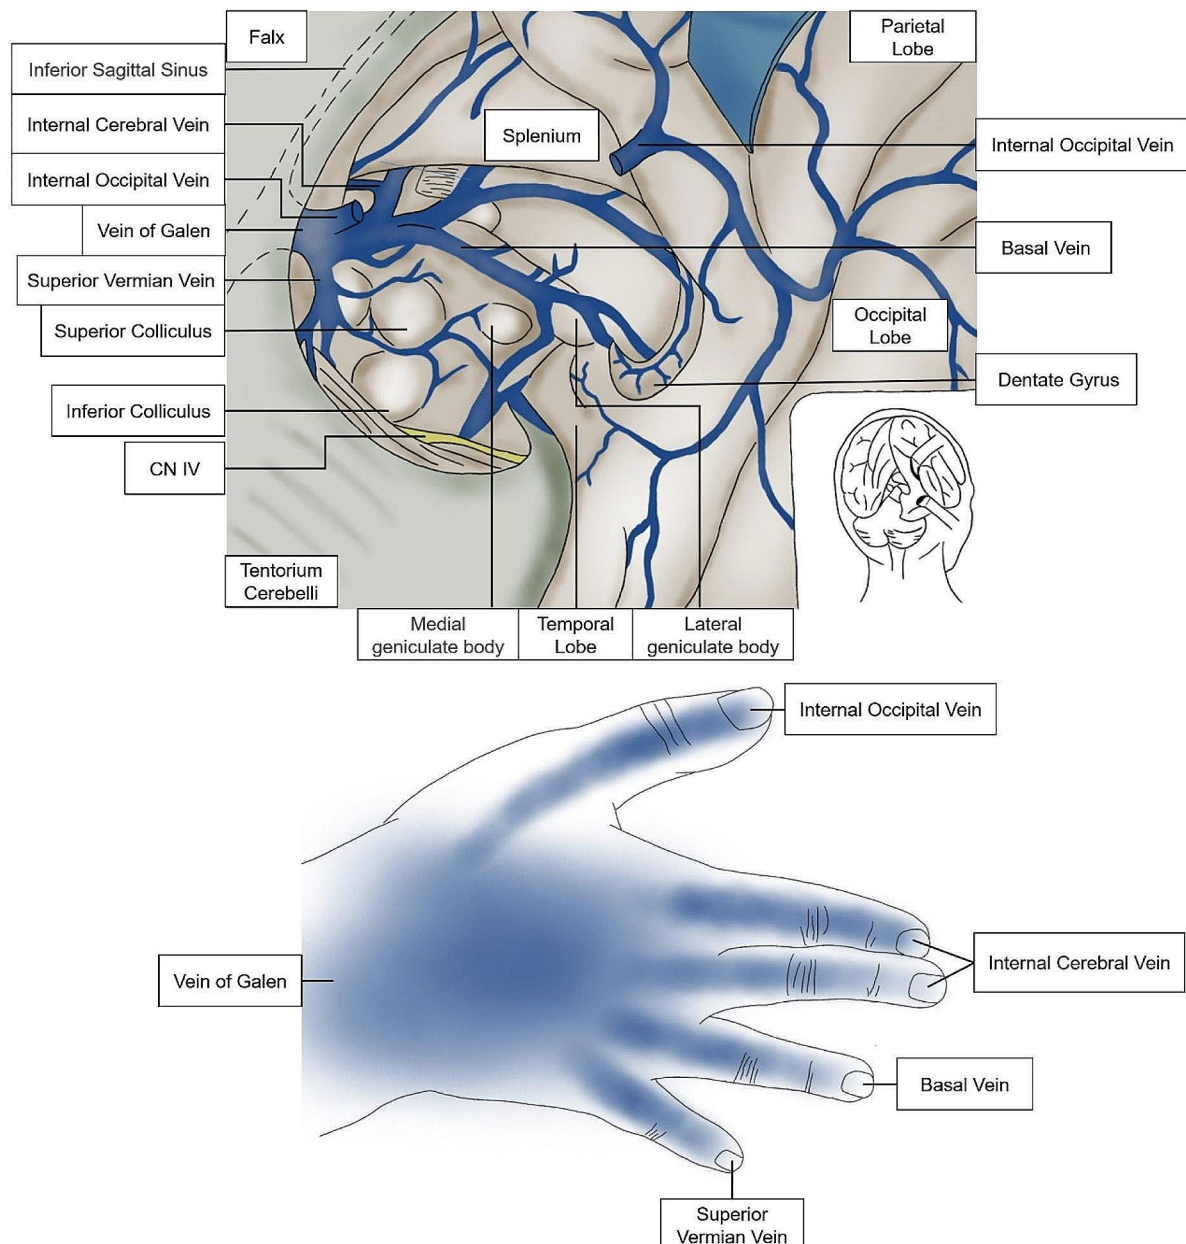 Falx
Inferior Sagittal Sinus
Internal Cerebral Vein
Internal Occipital Vein
Vein of Galen
Superior Vermian Vein
Superior Colliculus
Inferior Colliculus
CN IV
Tentorium
Cerebelli
Splenium
Parietal
Lobe
Internal Occipital Vein
Basal Vein
Occipital
Lobe
Dentate Gyrus
Medial
geniculate body
Temporal
Lobe
Lateral
geniculate body
Internal Occipital Vein
Vein of Galen
Internal Cerebral Vein
Basal Vein
Superior
Vermian Vein